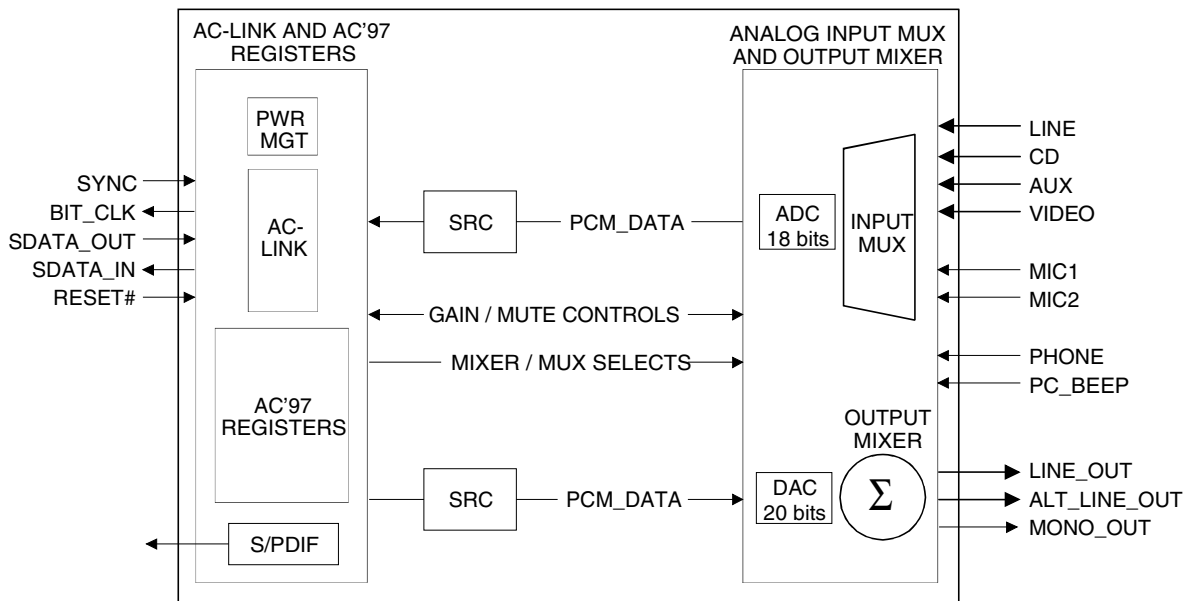 AC-LINK AND AC'97
REGISTERS
ANALOG INPUT MUX
AND OUTPUT MIXER
PWR
MGT
SYNC
BIT_CLK
SDATA_OUT
SDATA_IN
RESET#
AC-
LINK
SRC
PCM_DATA
ADC
18 bits
INPUT
MUX
LINE
CD
AUX
VIDEO
MIC1
MIC2
GAIN / MUTE CONTROLS
MIXER / MUX SELECTS
PHONE
PC_BEEP
AC'97
REGISTERS
OUTPUT
MIXER
SRC
PCM_DATA
DAC
20 bits
Σ
LINE_OUT
ALT_LINE_OUT
MONO_OUT
S/PDIF